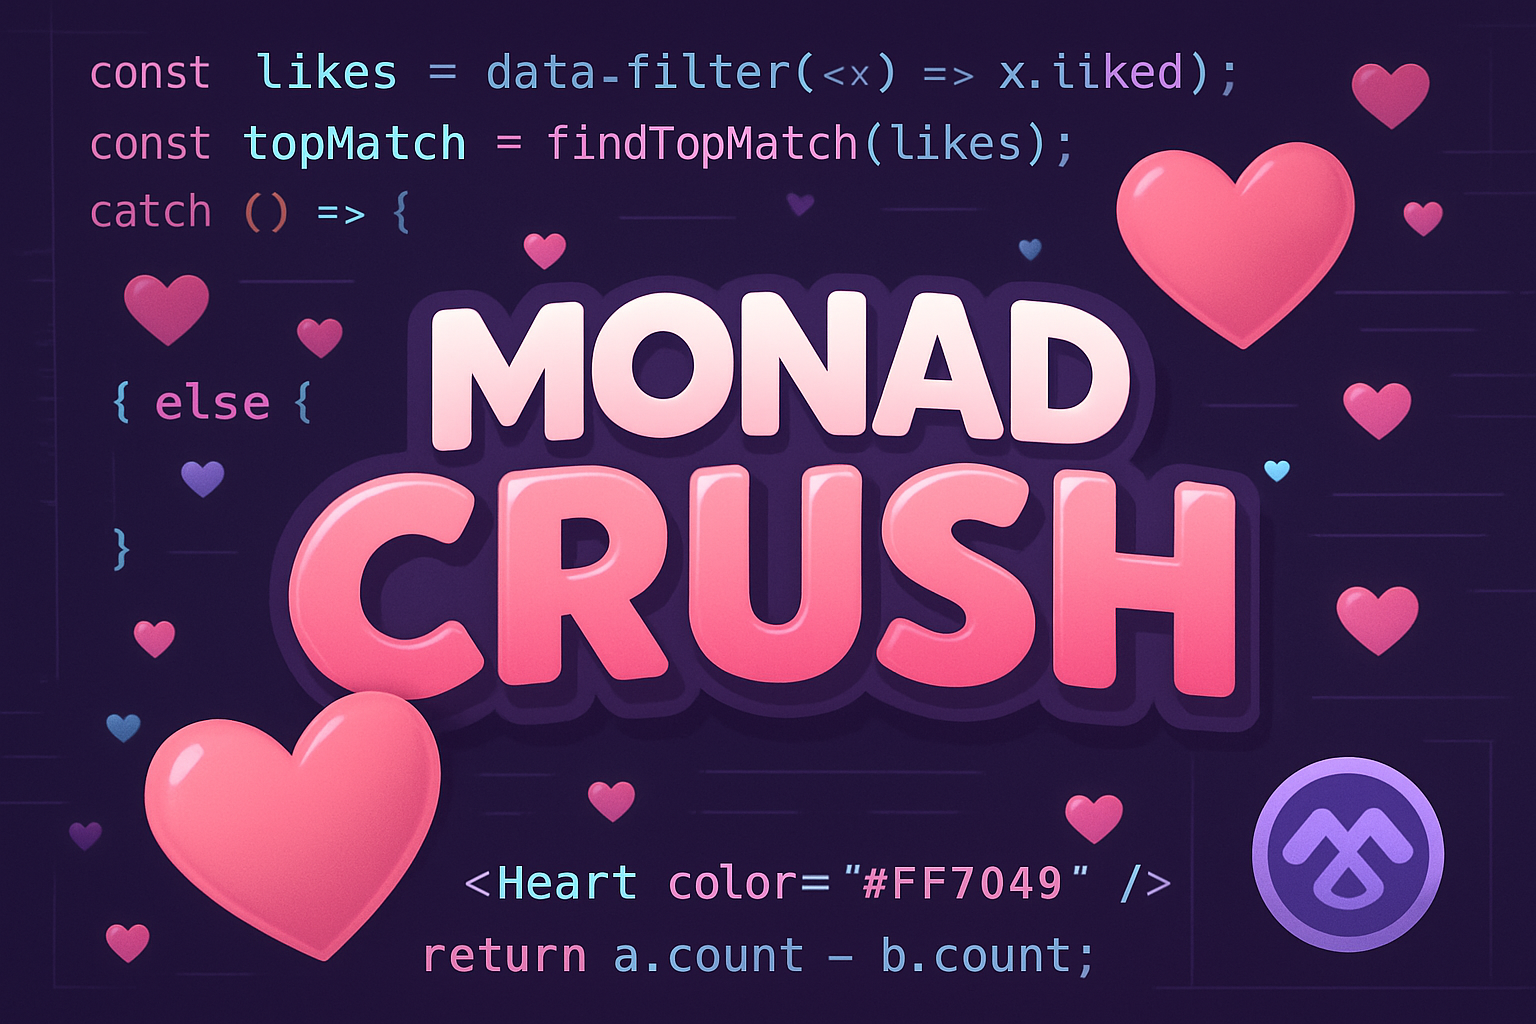 const likes = data-filter(<x) => x.iiked);
const topMatch = findTopMatch(likes);
catch () => {
{ else {
}
MONAD
CRUSH
<Heart color="#FF7049" />
return a.count – b.count;